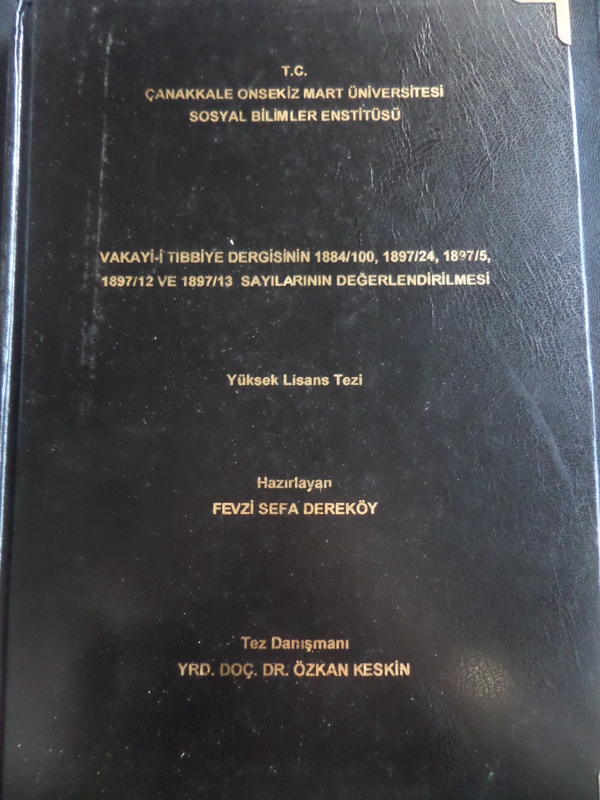 T.C.
ÇANAKKALE ONSEKİZ MART ÜNİVERSİTESİ
SOSYAL BİLİMLER ENSTİTÜSÜ
VAKAYİ-İ TIBBİYE DERGİSİNİN 1884/100, 1897/24, 1897/5,
1897/12 VE 1897/13 SAYILARININ DEĞERLENDİRİLMESİ
Yüksek Lisans Tezi
Hazırlayan
FEVZİ SEFA DEREKÖY
Tez Danışmanı
YRD. DOÇ. DR. ÖZKAN KESKİN